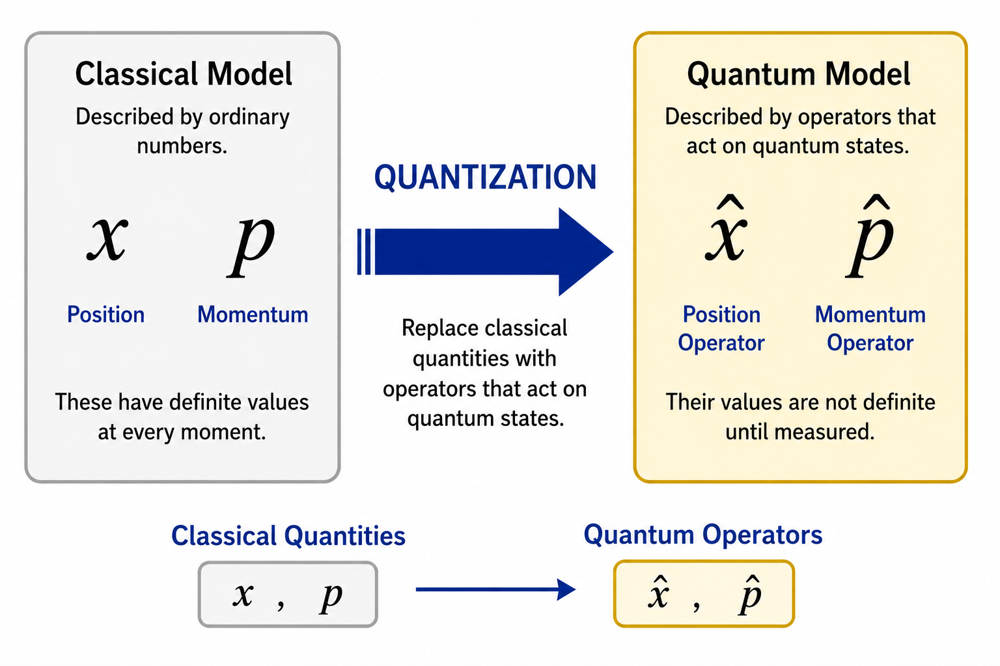 Classical Model
Described by ordinary
numbers.
x p
Position Momentum
These have definite values
at every moment.
QUANTIZATION
Replace classical
quantities with
operators that act on
quantum states.
Quantum Model
Described by operators that
act on quantum states.
x̂ p̂
Position Momentum
Operator Operator
Their values are not definite
until measured.
Classical Quantities
x , p
Quantum Operators
x̂ , p̂